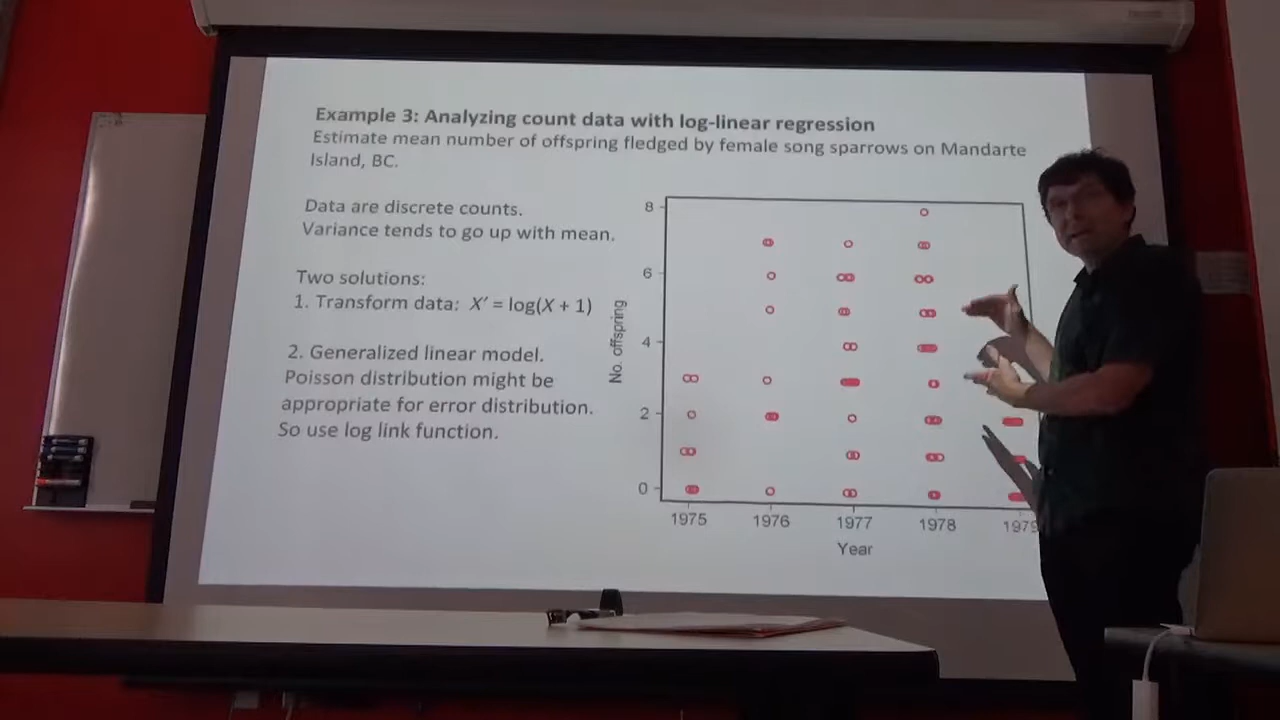 Example 3: Analyzing count data with log-linear regression
Estimate mean number of offspring fledged by female song sparrows on Mandarte
Island, BC.
Data are discrete counts.
Variance tends to go up with mean.
Two solutions:
1. Transform data: X′ = log(X + 1)
2. Generalized linear model.
Poisson distribution might be
appropriate for error distribution.
So use log link function.
No. offspring
8
6
4
2
0
1975 1976 1977 1978 1979
Year